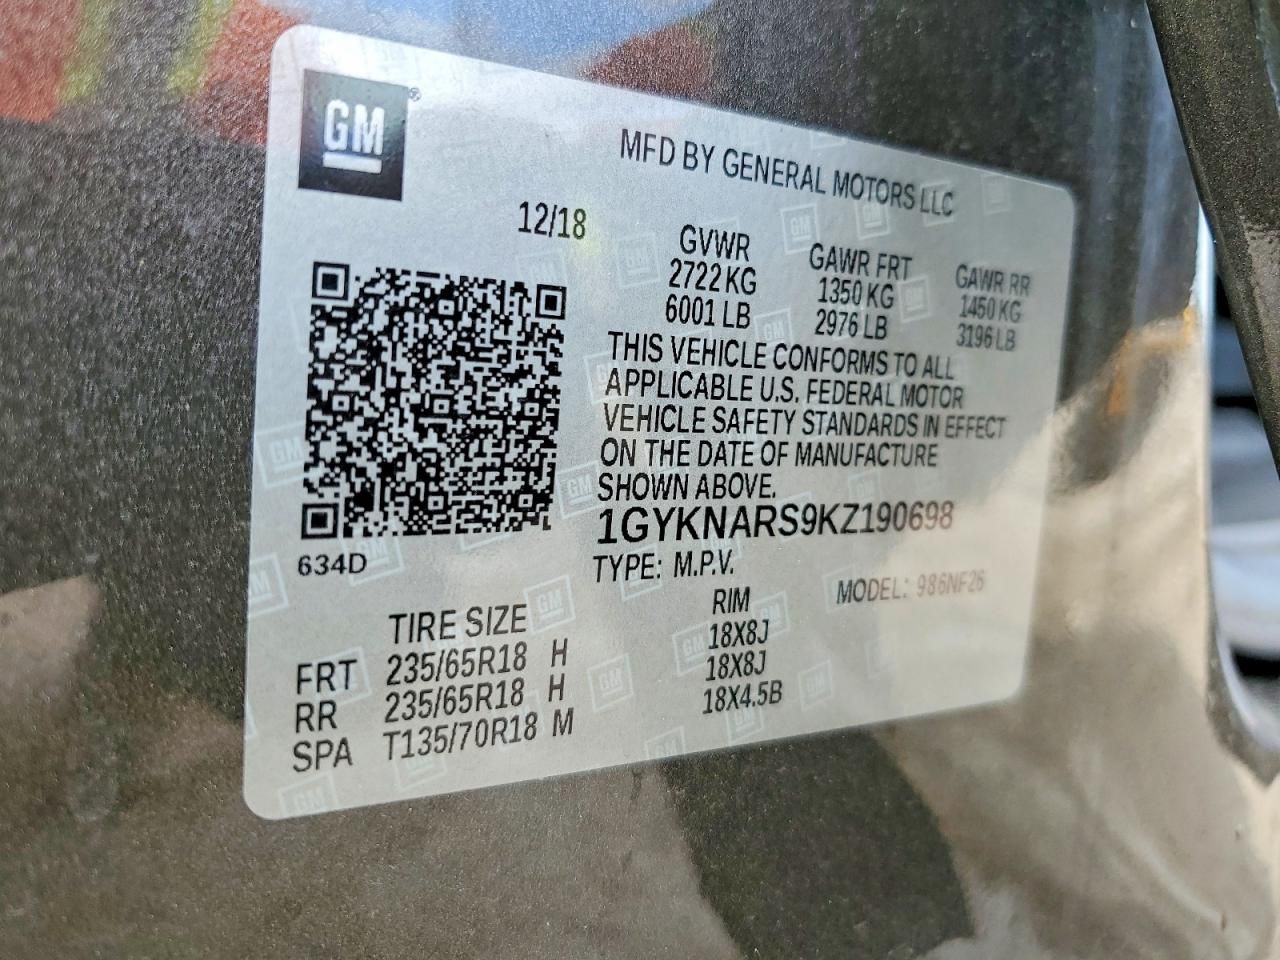 GM®
MFD BY GENERAL MOTORS LLC
12/18
GVWR GAWR FRT GAWR RR
2722 KG 1350 KG 1450 KG
6001 LB 2976 LB 3196 LB
THIS VEHICLE CONFORMS TO ALL
APPLICABLE U.S. FEDERAL MOTOR
VEHICLE SAFETY STANDARDS IN EFFECT
ON THE DATE OF MANUFACTURE
SHOWN ABOVE.
1GYKNARS9KZ190698
634D
TYPE: M.P.V. MODEL: 986NF26
TIRE SIZE RIM
FRT 235/65R18 H 18X8J
RR 235/65R18 H 18X8J
SPA T135/70R18 M 18X4.5B